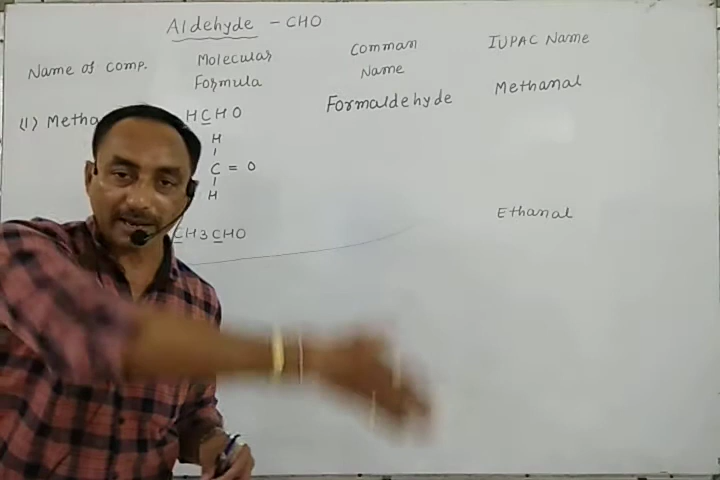 Aldehyde - CHO
Name of comp.
Molecular
Formula
Comman
Name
IUPAC Name
(1) Metha
HCHO
Formaldehyde
Methanal
H
C = O
H
CH3CHO
Ethanal